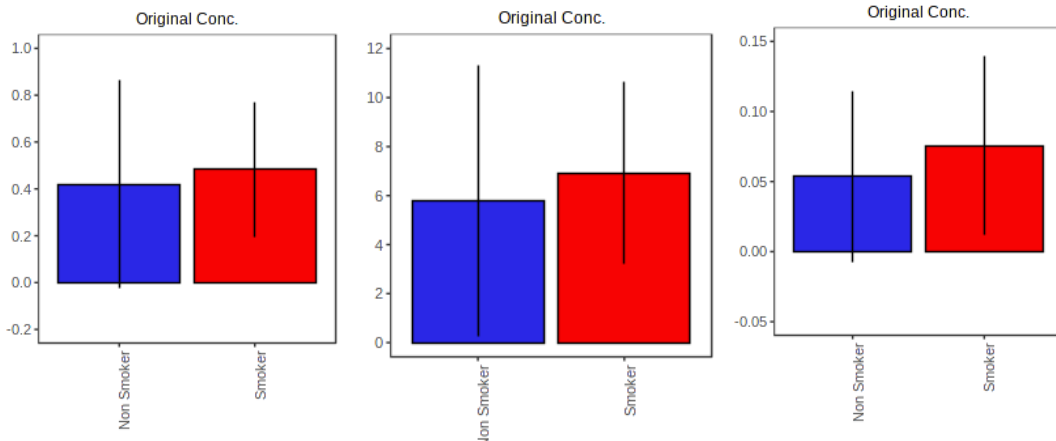 Original Conc.
1.0
0.8
0.6
0.4
0.2
0.0
-0.2
Non Smoker
Smoker
Original Conc.
12
10
8
6
4
2
0
Non Smoker
Smoker
Original Conc.
0.15
0.10
0.05
0.00
-0.05
Non Smoker
Smoker